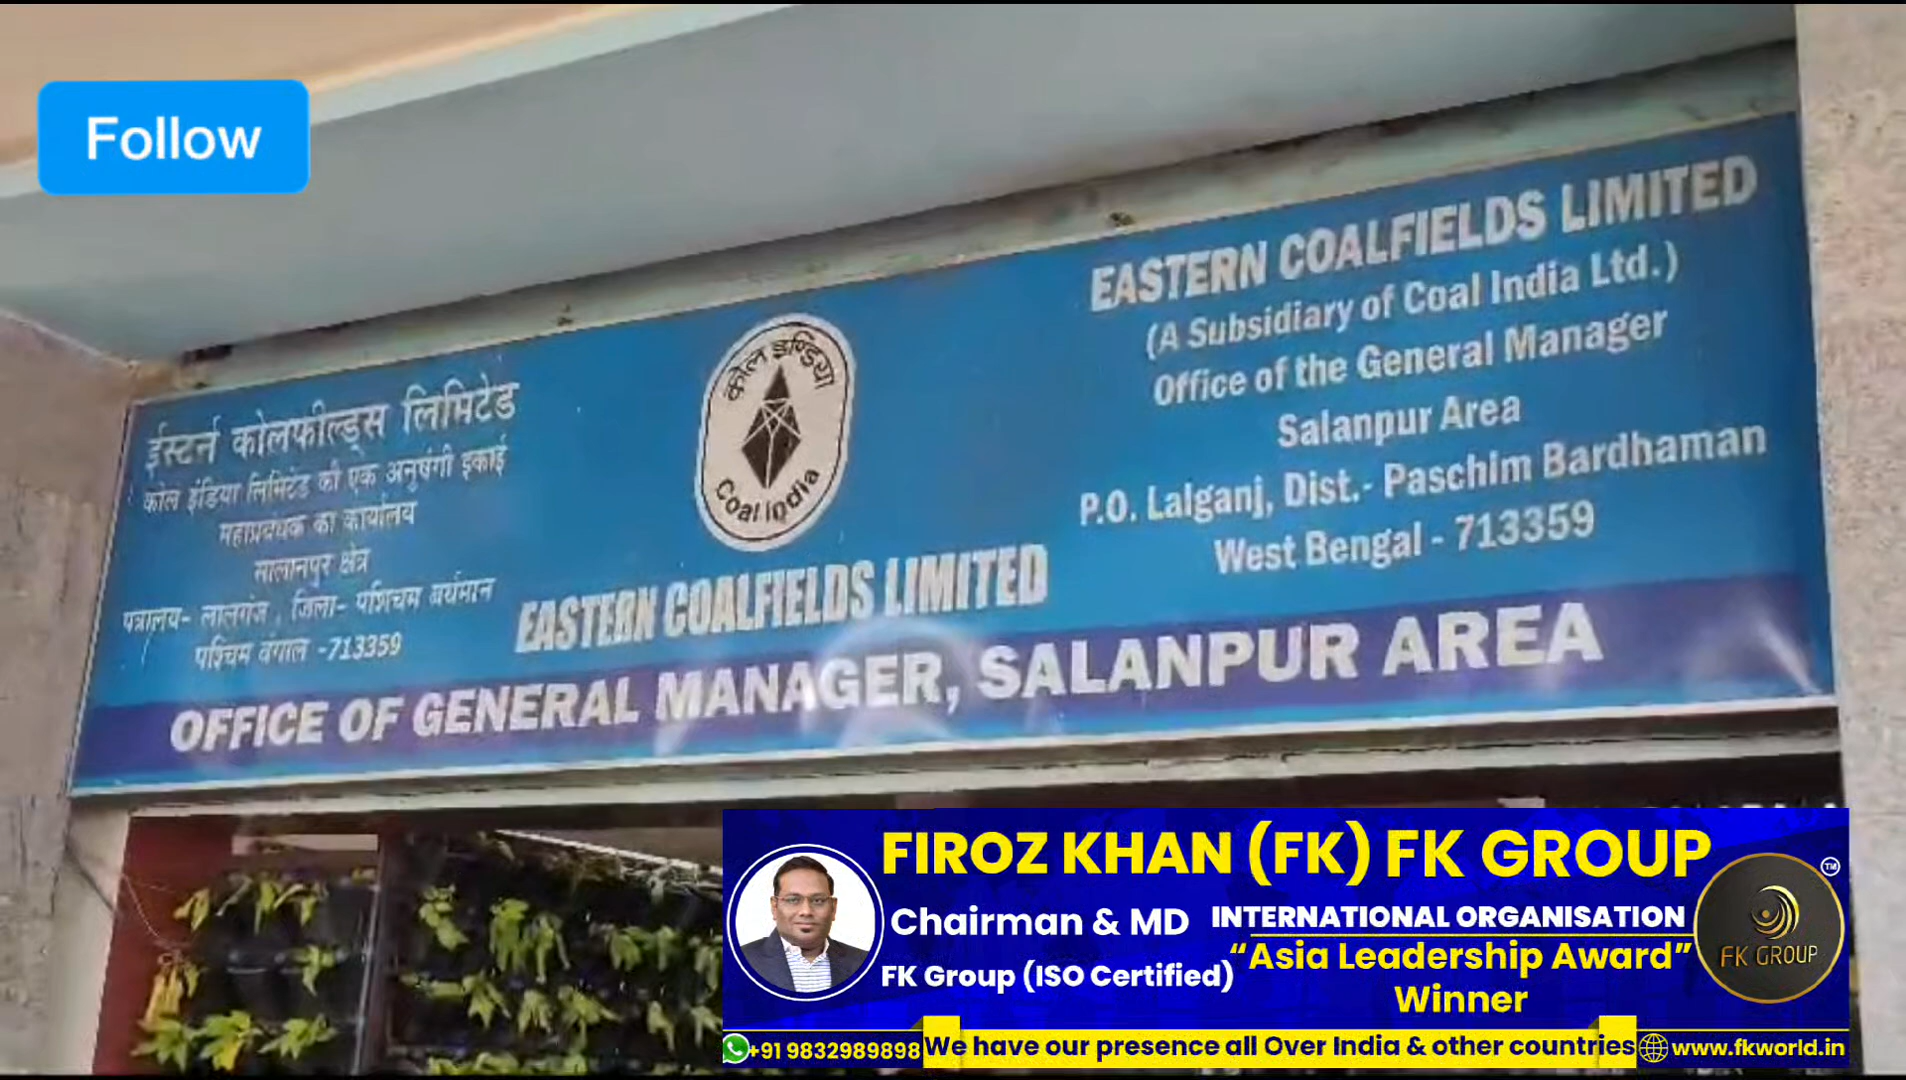 Follow
ईस्टर्न कोलफील्ड्स लिमिटेड
कोल इंडिया लिमिटेड की एक अनुषंगी इकाई
महाप्रबंधक का कार्यालय
सालानपुर क्षेत्र
पत्रालय- लालगंज , जिला- पश्चिम बर्धमान
पश्चिम बंगाल -713359
कोल इण्डिया
Coal India
EASTERN COALFIELDS LIMITED
EASTERN COALFIELDS LIMITED
(A Subsidiary of Coal India Ltd.)
Office of the General Manager
Salanpur Area
P.O. Lalganj, Dist.- Paschim Bardhaman
West Bengal - 713359
OFFICE OF GENERAL MANAGER, SALANPUR AREA
FIROZ KHAN (FK) FK GROUP
Chairman & MD
FK Group (ISO Certified)
INTERNATIONAL ORGANISATION
“Asia Leadership Award”
Winner
FK GROUP
TM
+91 9832989898
We have our presence all Over India & other countries
www.fkworld.in